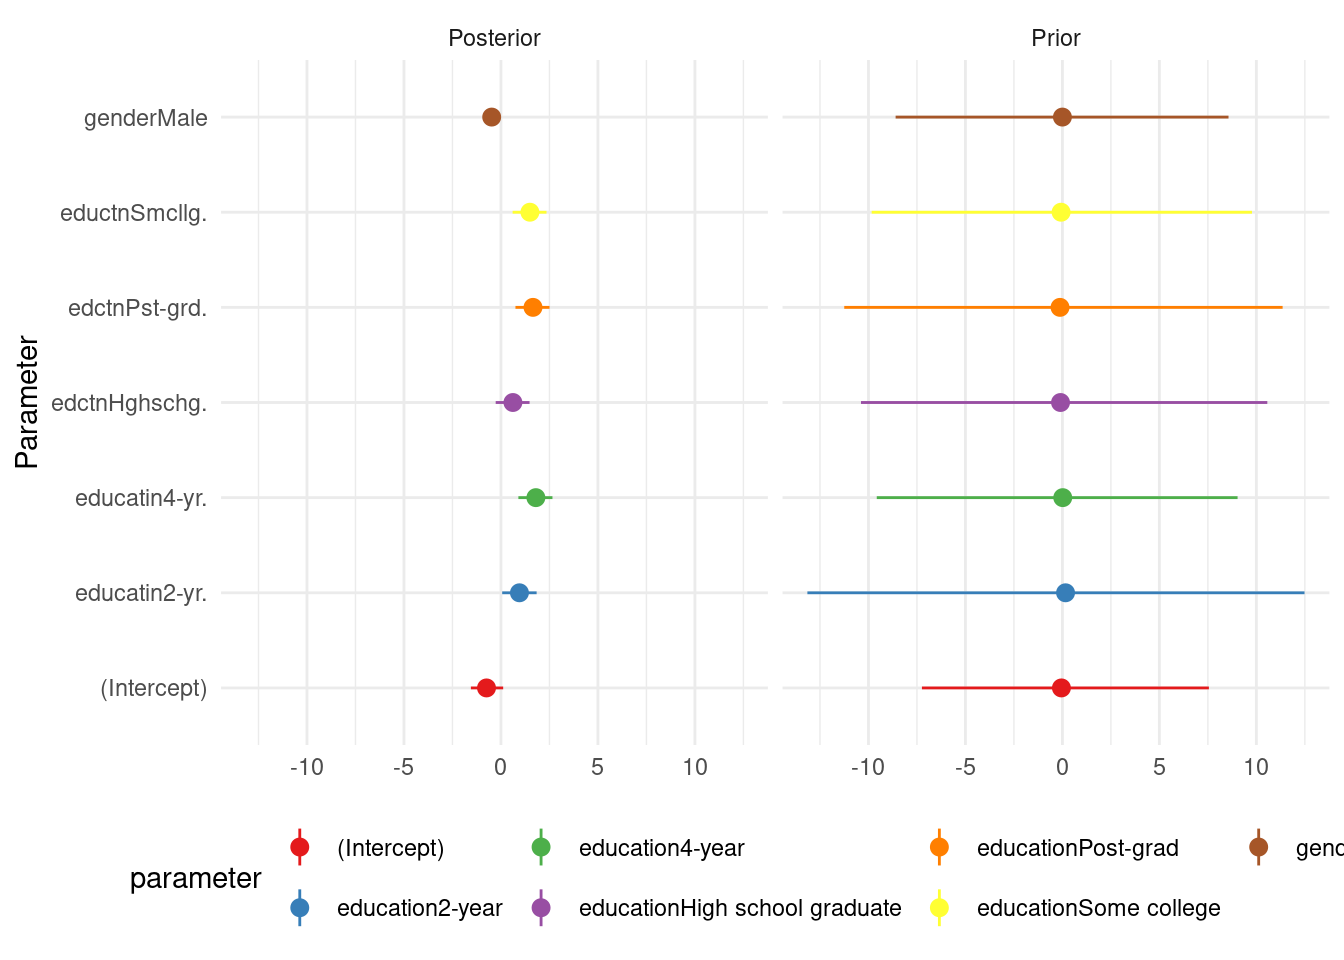 Posterior Prior
genderMale
eductnSmcllg.
edctnPst-grd.
edctnHghschg.
educatin4-yr.
educatin2-yr.
(Intercept)
Parameter
-10 -5 0 5 10 -10 -5 0 5 10
parameter
(Intercept) education4-year educationPost-grad gend
education2-year educationHigh school graduate educationSome college